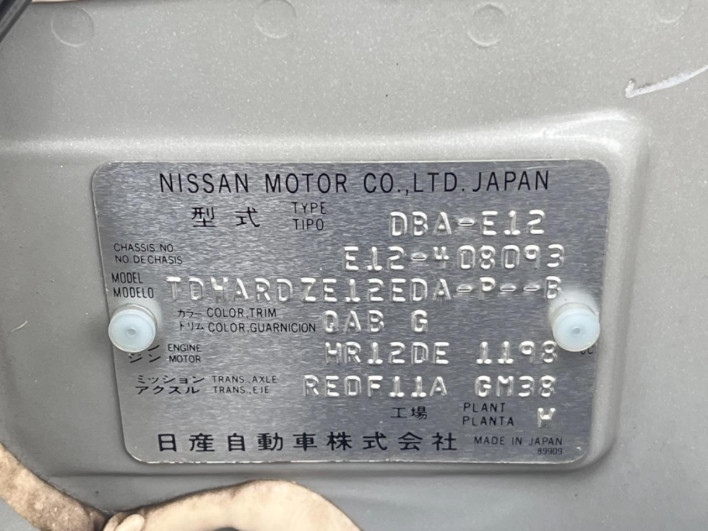 NISSAN MOTOR CO.,LTD. JAPAN
型式 TYPE TIPO DBA-E12
CHASSIS NO. NO. DE CHASIS E12-408093
MODEL MODELO TDWARDZE12EDA-P--B
カラー COLOR,TRIM トリム COLOR,GUARNICION QAB G
ン ENGINE ジン MOTOR HR12DE 1198 cc
ミッション TRANS., AXLE アクスル TRANS., EJE RE0F11A GM38
工場 PLANT PLANTA W
日産自動車株式会社 MADE IN JAPAN
89909